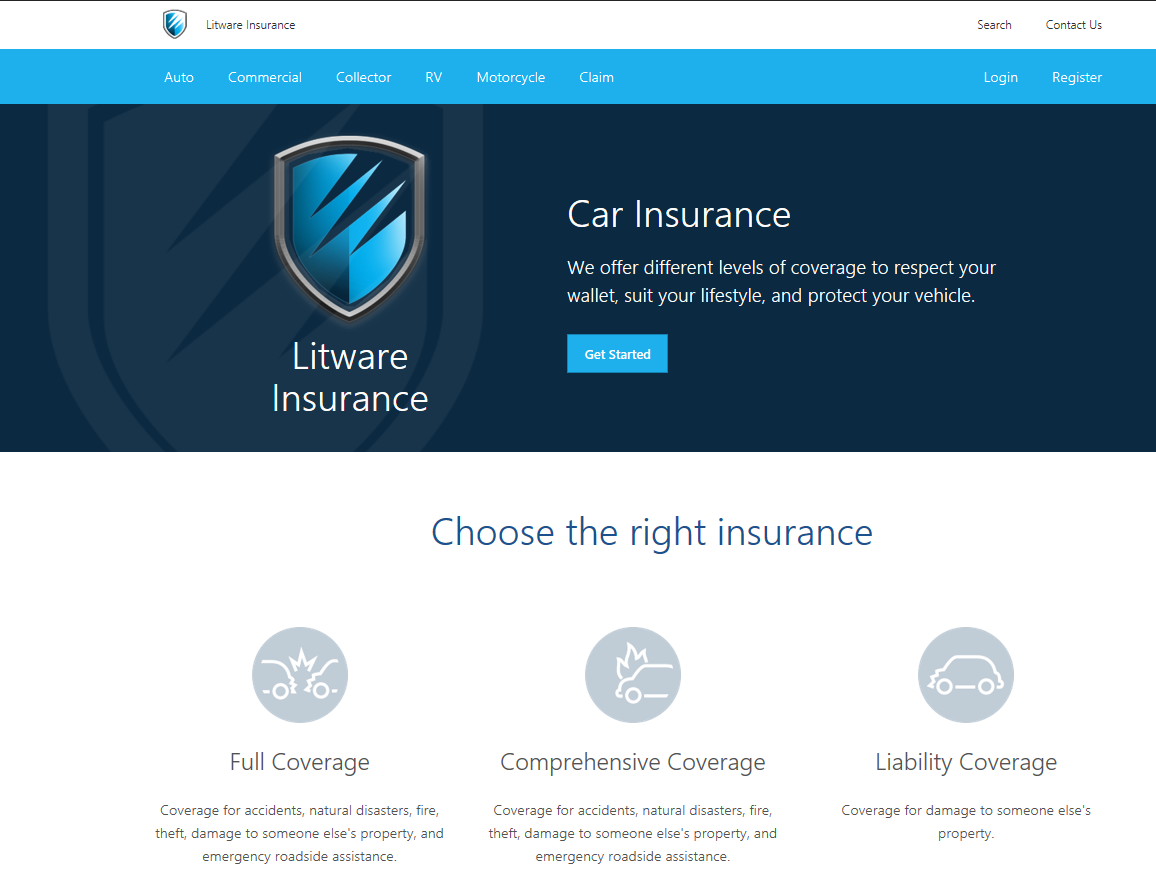 Litware Insurance
Search
Contact Us
Auto
Commercial
Collector
RV
Motorcycle
Claim
Login
Register
Litware
Insurance
Car Insurance
We offer different levels of coverage to respect your
wallet, suit your lifestyle, and protect your vehicle.
Get Started
Choose the right insurance
Full Coverage
Coverage for accidents, natural disasters, fire,
theft, damage to someone else's property, and
emergency roadside assistance.
Comprehensive Coverage
Coverage for accidents, natural disasters, fire,
theft, damage to someone else's property, and
emergency roadside assistance.
Liability Coverage
Coverage for damage to someone else's
property.